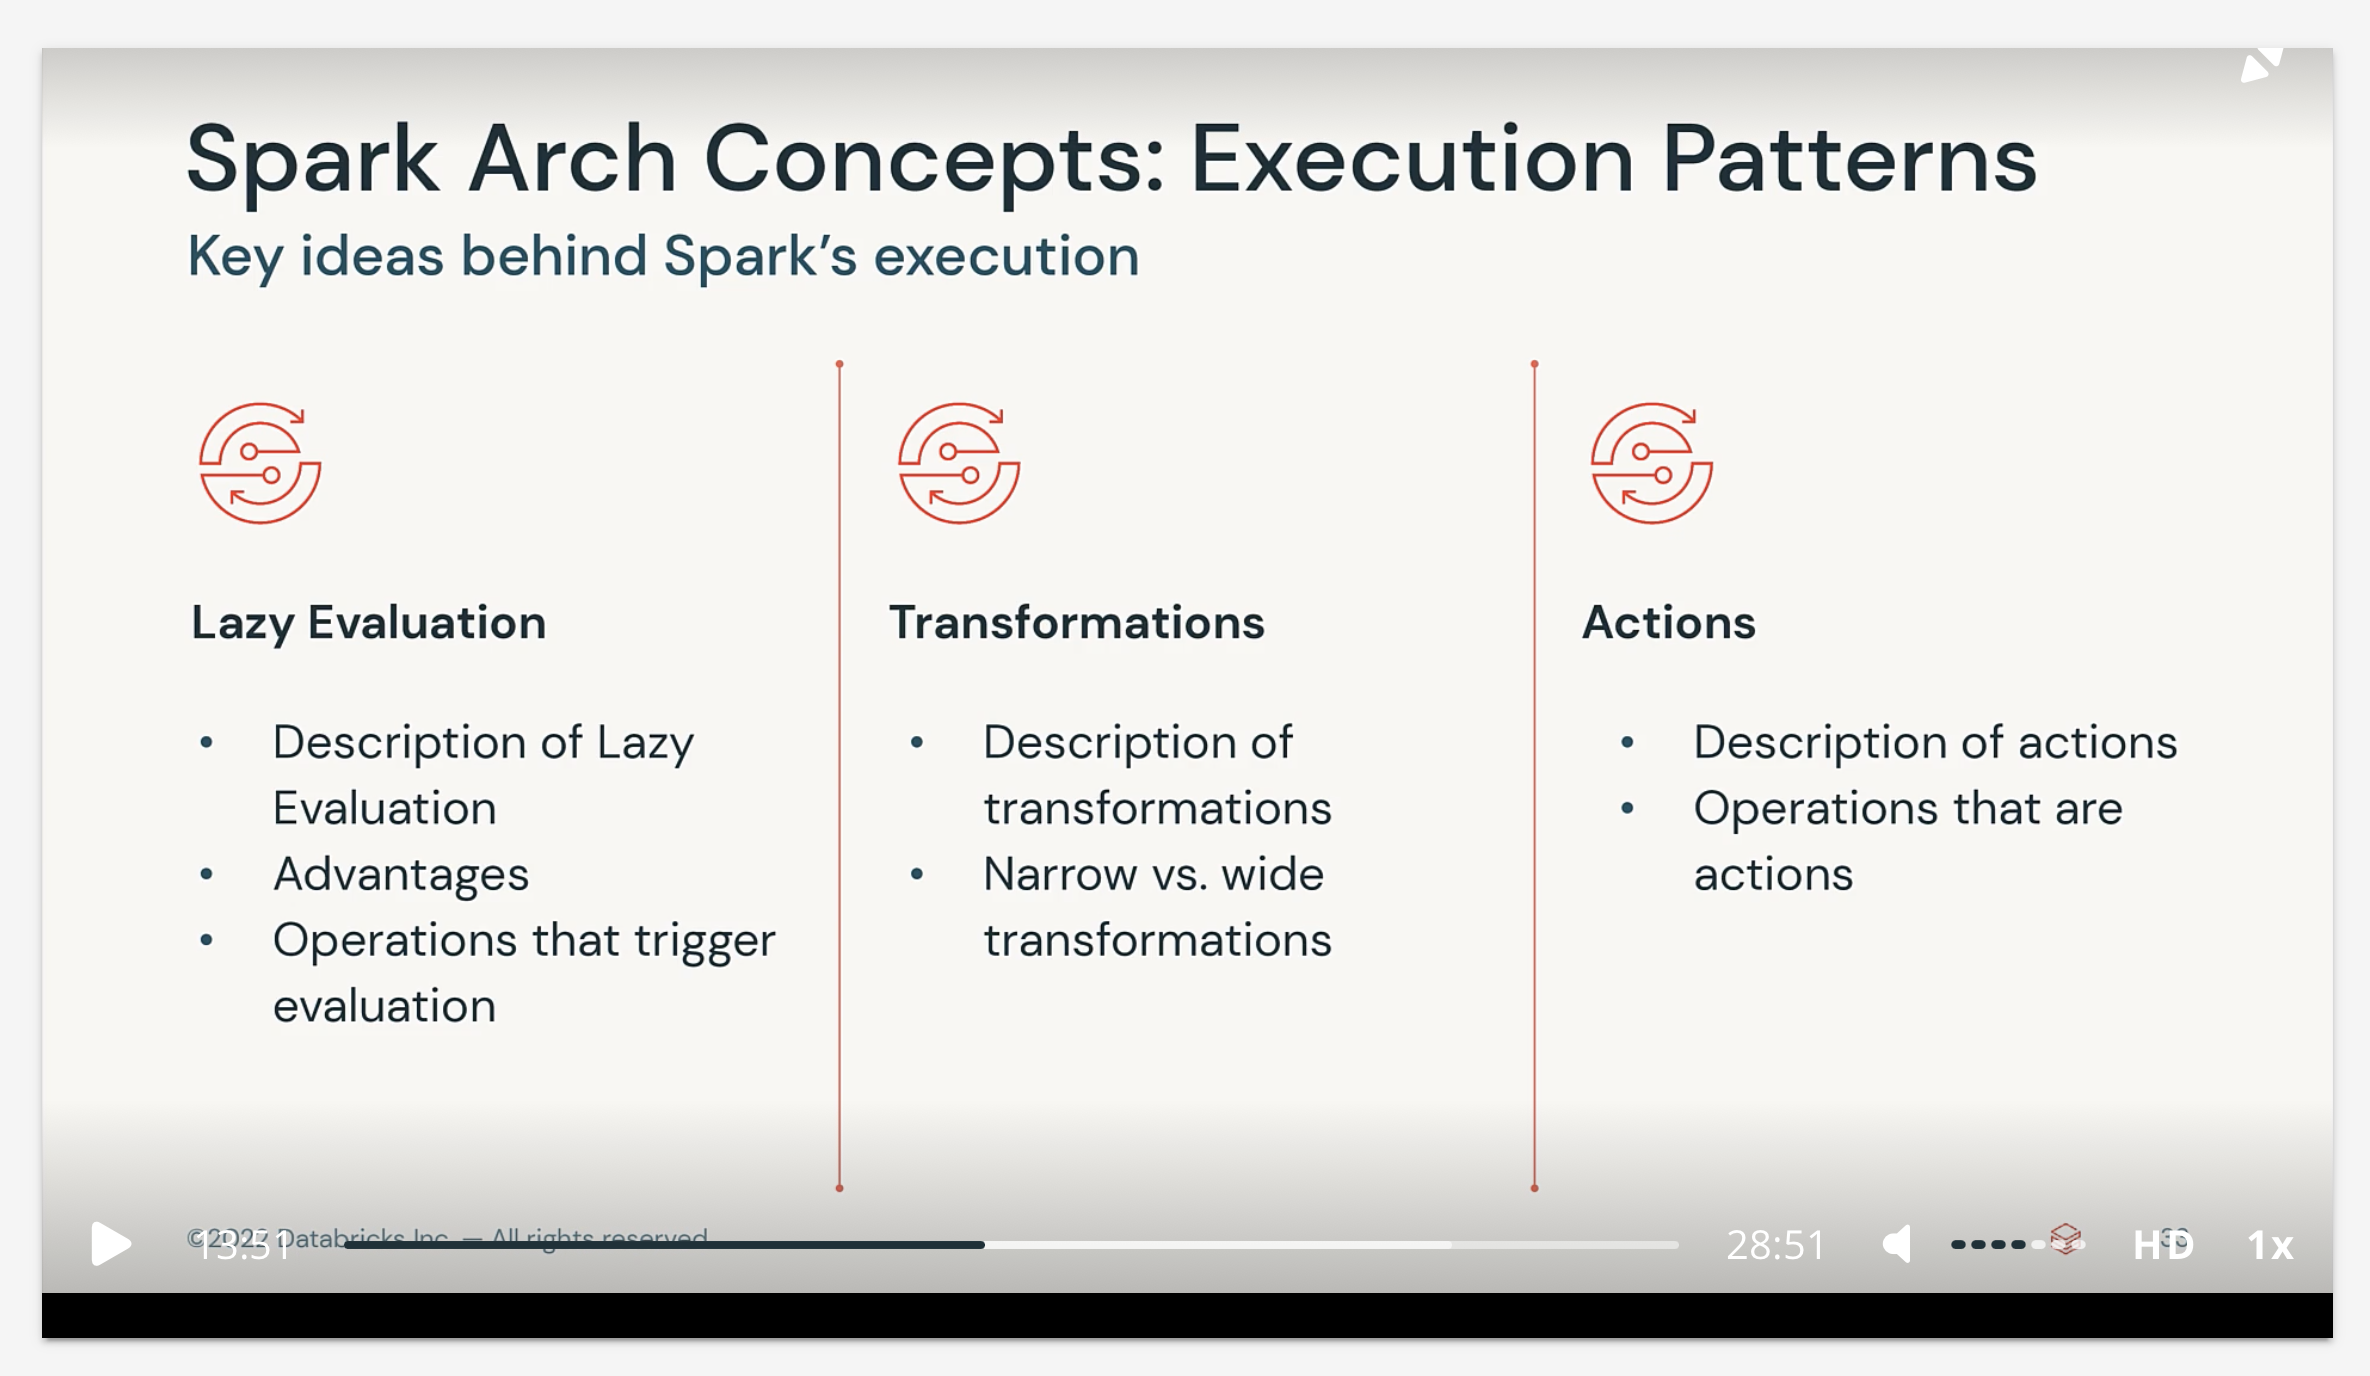 Spark Arch Concepts: Execution Patterns
Key ideas behind Spark’s execution
Lazy Evaluation
• Description of Lazy
Evaluation
• Advantages
• Operations that trigger
evaluation
Transformations
• Description of
transformations
• Narrow vs. wide
transformations
Actions
• Description of actions
• Operations that are
actions
©2022 Databricks Inc. — All rights reserved
13:51
28:51
HD
1x